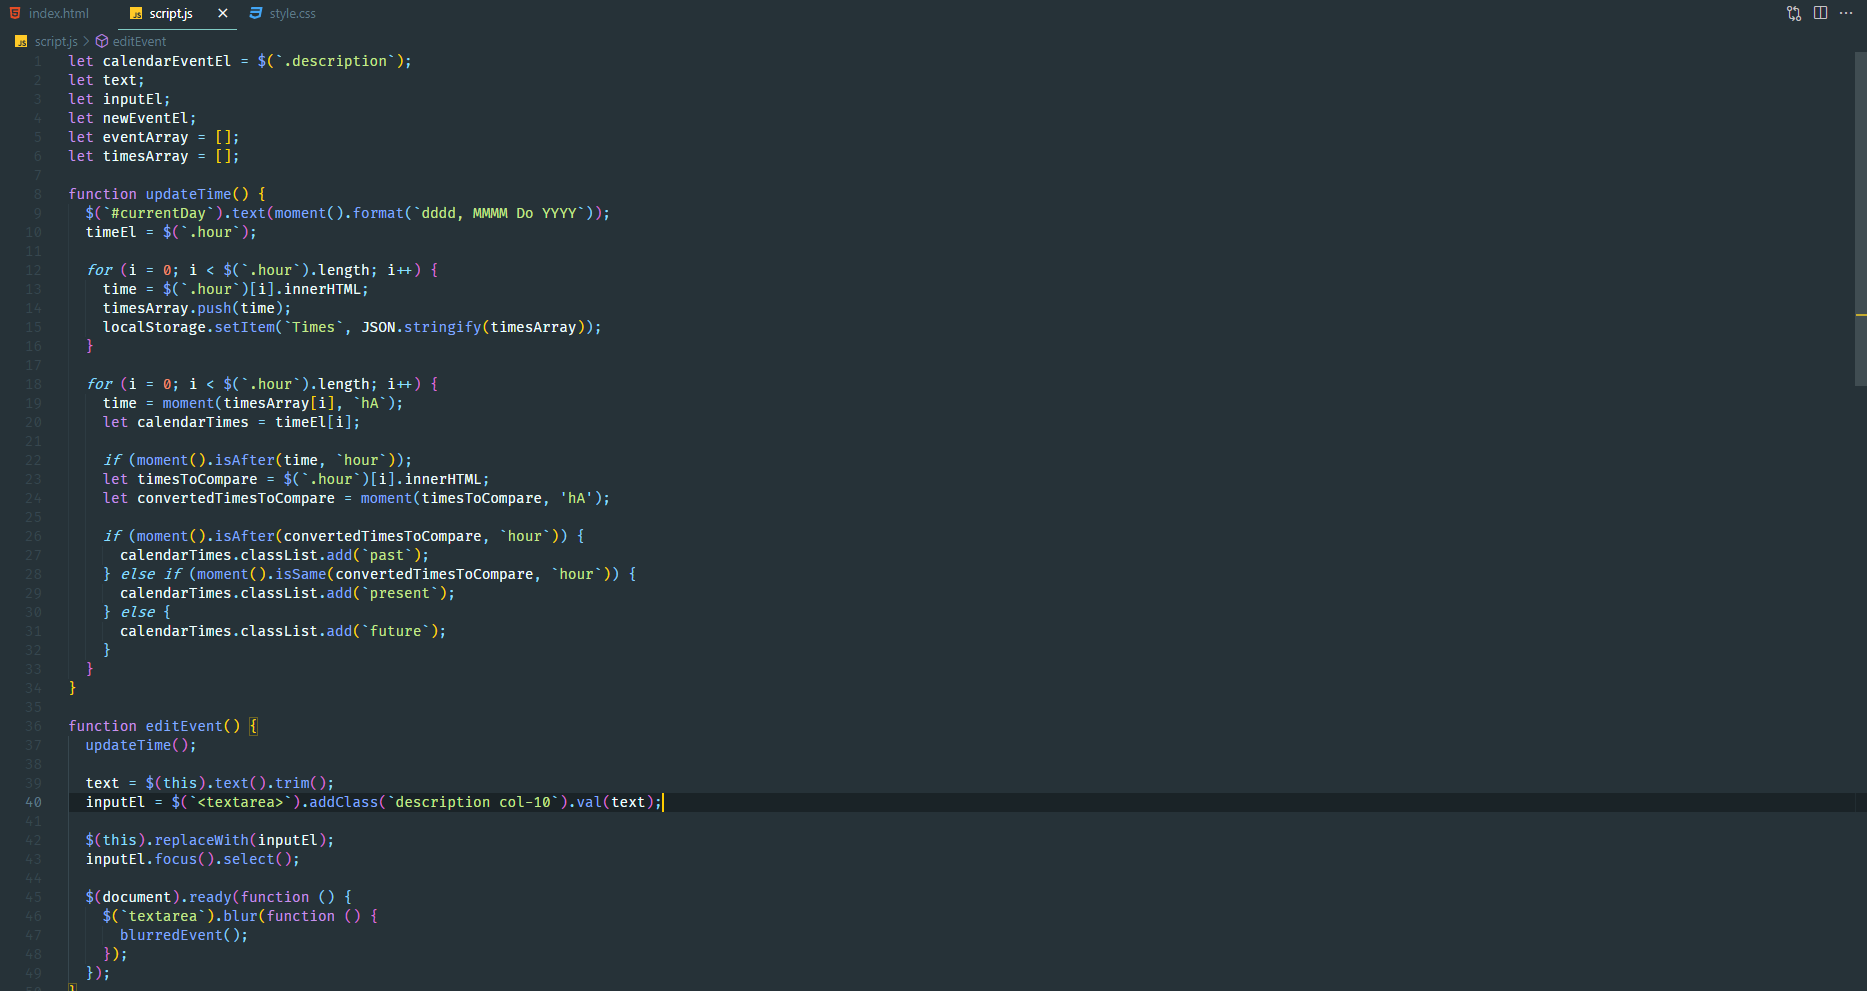 index.html script.js × style.css ···
script.js > editEvent
1 let calendarEventEl = $(`.description`);
2 let text;
3 let inputEl;
4 let newEventEl;
5 let eventArray = [];
6 let timesArray = [];
7
8 function updateTime() {
9 $(`#currentDay`).text(moment().format(`dddd, MMMM Do YYYY`));
10 timeEl = $(`.hour`);
11
12 for (i = 0; i < $(`.hour`).length; i++) {
13 time = $(`.hour`)[i].innerHTML;
14 timesArray.push(time);
15 localStorage.setItem(`Times`, JSON.stringify(timesArray));
16 }
17
18 for (i = 0; i < $(`.hour`).length; i++) {
19 time = moment(timesArray[i], `hA`);
20 let calendarTimes = timeEl[i];
21
22 if (moment().isAfter(time, `hour`));
23 let timesToCompare = $(`.hour`)[i].innerHTML;
24 let convertedTimesToCompare = moment(timesToCompare, 'hA');
25
26 if (moment().isAfter(convertedTimesToCompare, `hour`)) {
27 calendarTimes.classList.add(`past`);
28 } else if (moment().isSame(convertedTimesToCompare, `hour`)) {
29 calendarTimes.classList.add(`present`);
30 } else {
31 calendarTimes.classList.add(`future`);
32 }
33 }
34 }
35
36 function editEvent() {
37 updateTime();
38
39 text = $(this).text().trim();
40 inputEl = $(`<textarea>`).addClass(`description col-10`).val(text);
41
42 $(this).replaceWith(inputEl);
43 inputEl.focus().select();
44
45 $(document).ready(function () {
46 $(`textarea`).blur(function () {
47 blurredEvent();
48 });
49 });
50 }